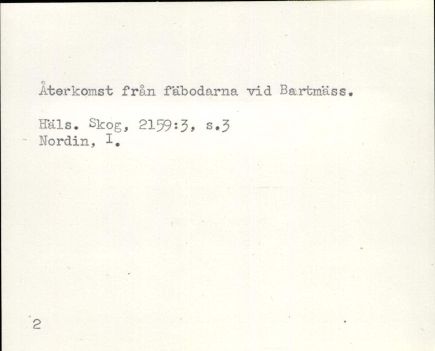 Återkomst från fäbodarna vid Bartmäss.
Häls. Skog, 2159:3, s.3
Nordin, I.
2